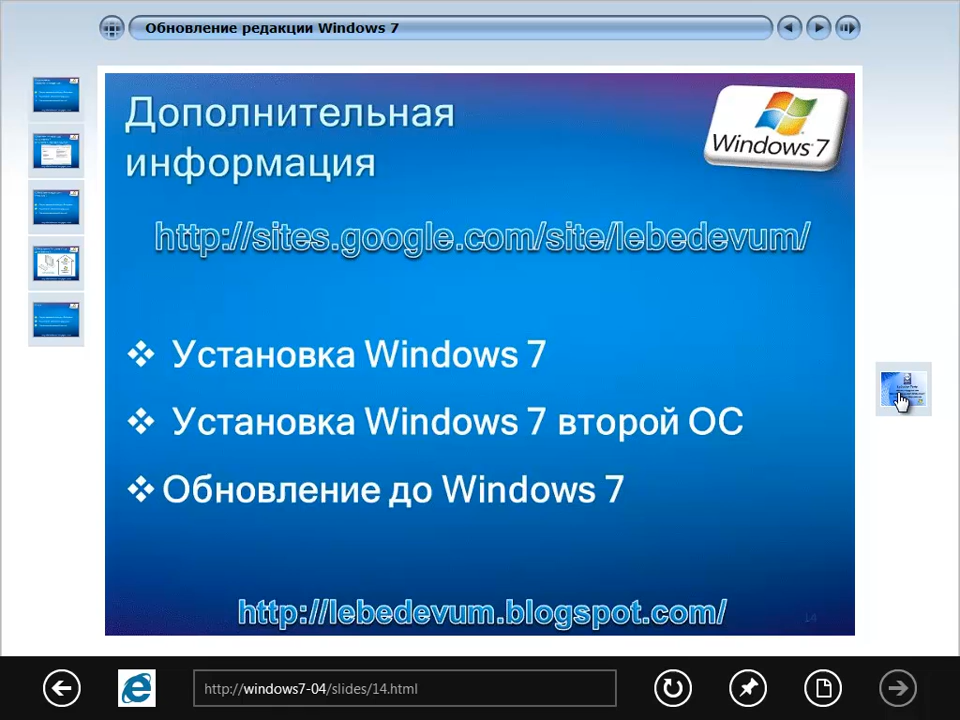 Обновление редакции Windows 7
Дополнительная
информация
Windows 7
http://sites.google.com/site/lebedevum/
❖ Установка Windows 7
❖ Установка Windows 7 второй ОС
❖ Обновление до Windows 7
http://lebedevum.blogspot.com/
14
http://windows7-04/slides/14.html